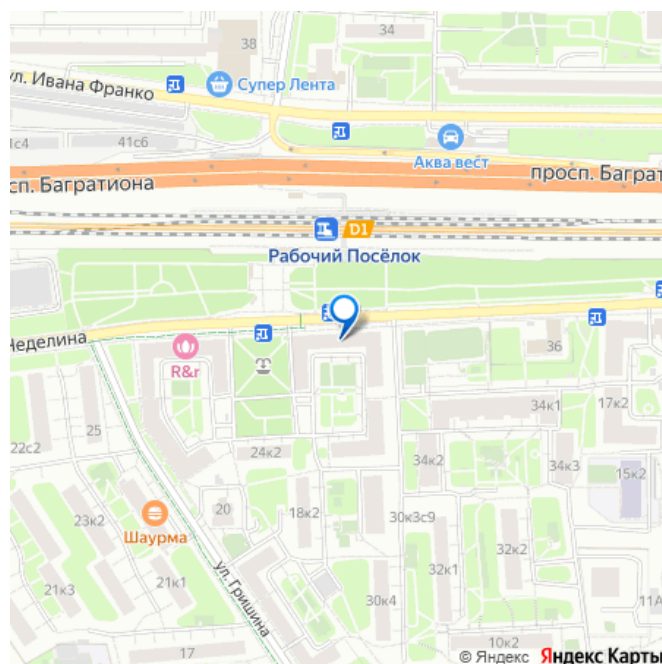 38
34
ул. Ивана Франко
Супер Лента
41с6
1с4
Аква вест
просп. Баграт
сп. Багратиона
D1
Рабочий Посёлок
Неделина
R&r
36
34к1
17к2
25
22с2
24к2
34к2
34к3
15к2
20
18к2
23к2
30к3с9
Шаурма
32к2
21к3
21к1
32к1
ул. Гришина
30к4
11А
17
10к2
© Яндекс Яндекс Карты